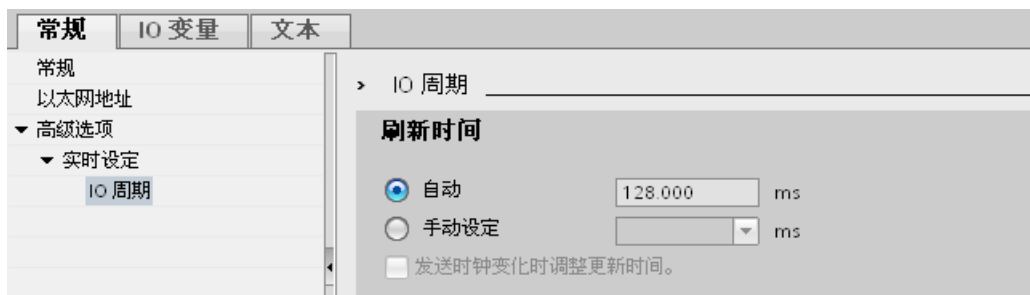 常规 IO 变量 文本
常规
以太网地址
高级选项
实时设定
IO 周期
IO 周期
刷新时间
自动 128.000 ms
手动设定 ms
发送时钟变化时调整更新时间。